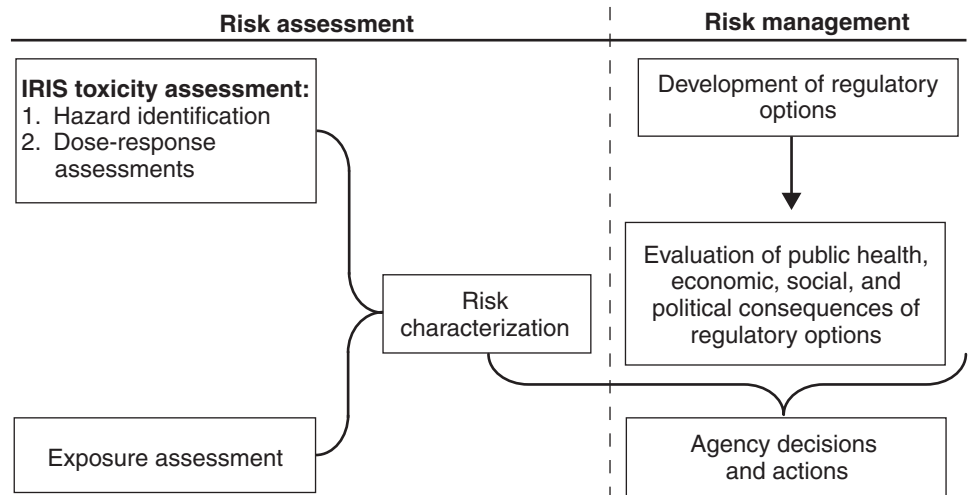 Risk assessment
Risk management
IRIS toxicity assessment:
1. Hazard identification
2. Dose-response
assessments
Development of regulatory
options
Evaluation of public health,
economic, social, and
political consequences of
regulatory options
Risk
characterization
Exposure assessment
Agency decisions
and actions